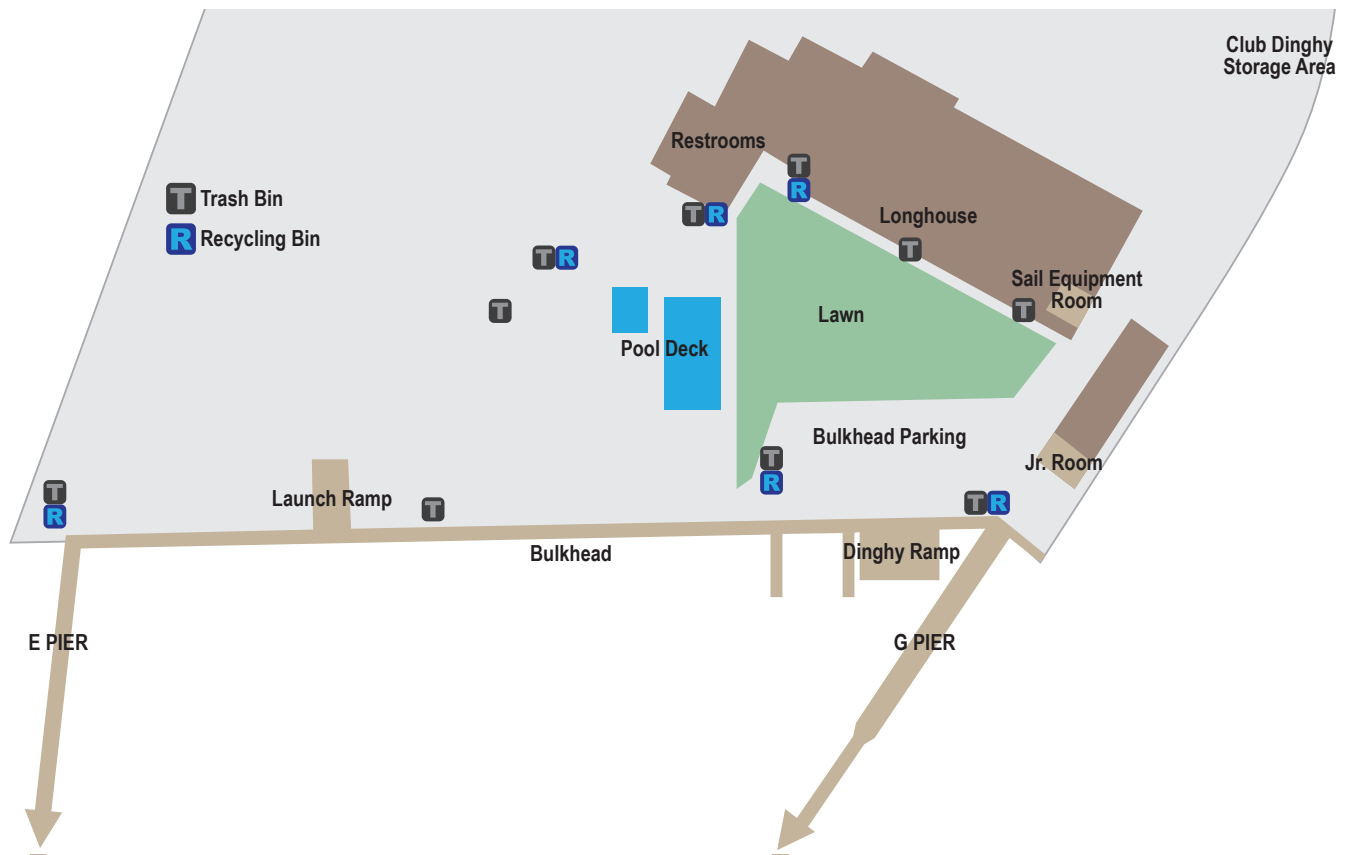 Club Dinghy
Storage Area
Restrooms
T
R
T Trash Bin
T R
Longhouse
R Recycling Bin
T
T R
Sail Equipment
Room
T
T
Lawn
Pool Deck
Bulkhead Parking
T
R
Jr. Room
T
R
Launch Ramp
T
T R
Bulkhead
Dinghy Ramp
E PIER
G PIER